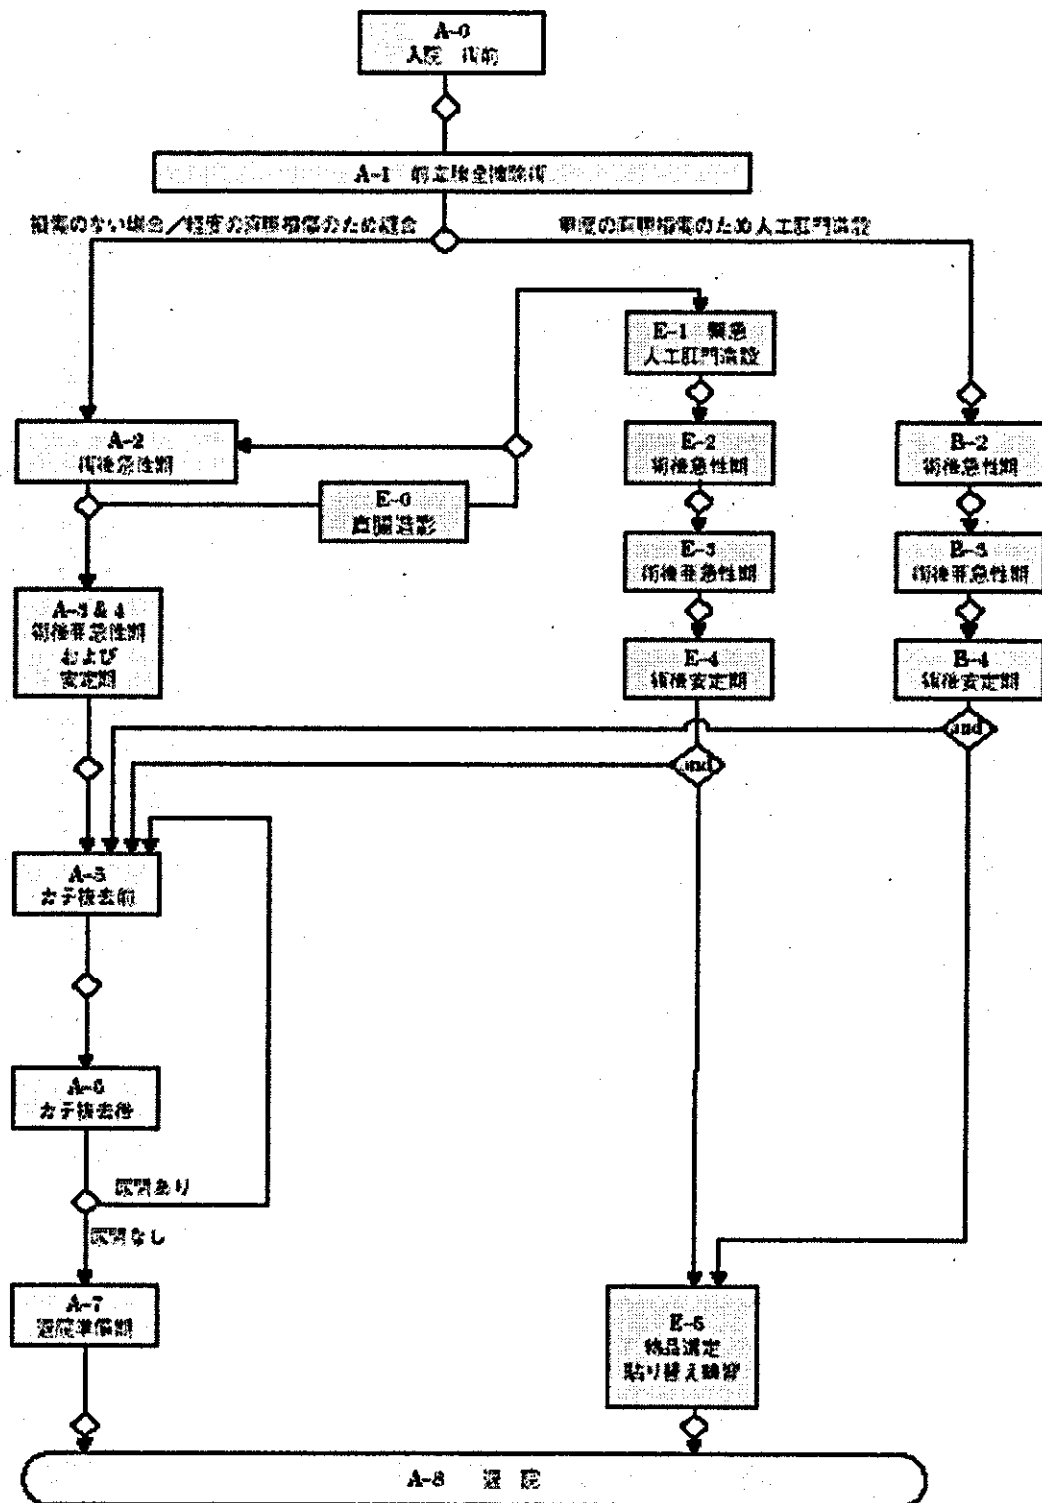 A-0
入院 術前
A-1 前立腺全摘除術
損傷のない場合／軽度の直腸損傷のため縫合
重度の直腸損傷のため人工肛門造設
E-1 緊急
人工肛門造設
A-2
術後急性期
E-0
直腸造影
E-2
術後急性期
B-2
術後急性期
E-3
術後亜急性期
B-3
術後亜急性期
A-3 & 4
術後亜急性期
および
安定期
E-4
術後安定期
B-4
術後安定期
and
and
A-5
カテ抜去前
A-6
カテ抜去後
尿閉あり
尿閉なし
A-7
退院準備期
E-5
物品選定
貼り替え練習
A-8 退 院